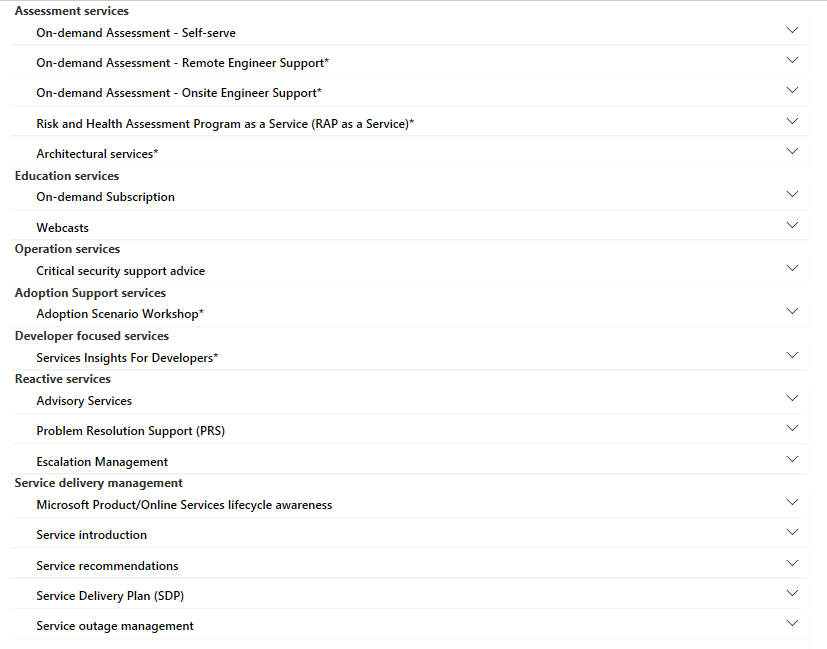 Assessment services
On-demand Assessment - Self-serve
On-demand Assessment - Remote Engineer Support*
On-demand Assessment - Onsite Engineer Support*
Risk and Health Assessment Program as a Service (RAP as a Service)*
Architectural services*
Education services
On-demand Subscription
Webcasts
Operation services
Critical security support advice
Adoption Support services
Adoption Scenario Workshop*
Developer focused services
Services Insights For Developers*
Reactive services
Advisory Services
Problem Resolution Support (PRS)
Escalation Management
Service delivery management
Microsoft Product/Online Services lifecycle awareness
Service introduction
Service recommendations
Service Delivery Plan (SDP)
Service outage management